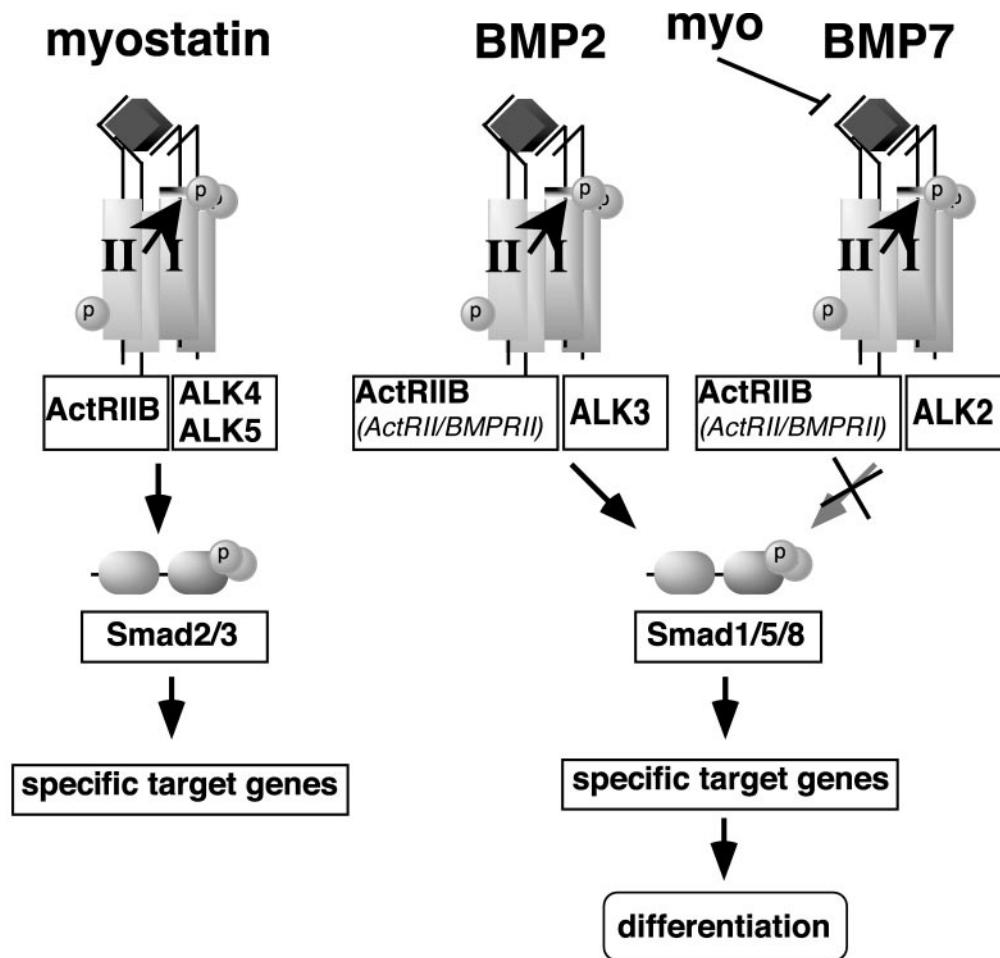 myostatin
BMP2
myo
BMP7
p
p
II
I
p
p
p
II
I
p
p
p
II
I
p
ActRIIB
ALK4
ALK5
ActRIIB
(ActRII/BMPRII)
ALK3
ActRIIB
(ActRII/BMPRII)
ALK2
p
p
Smad2/3
Smad1/5/8
specific target genes
specific target genes
differentiation